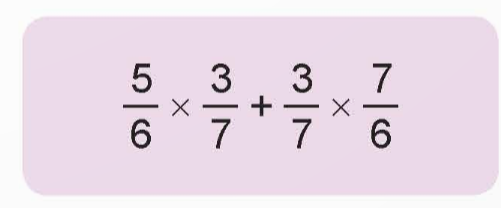 5/6 × 3/7 + 3/7 × 7/6